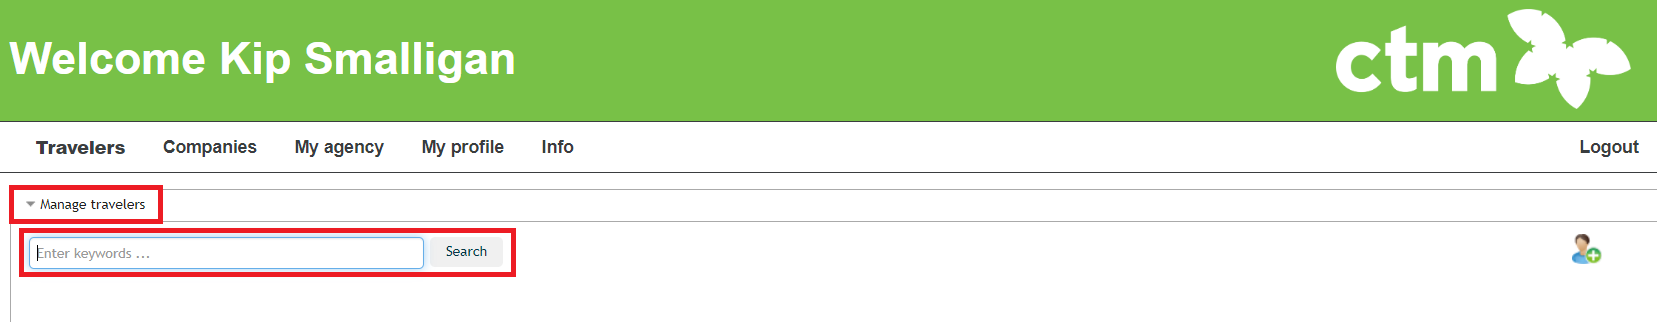 Welcome Kip Smalligan
ctm
Travelers Companies My agency My profile Info Logout
Manage travelers
Enter keywords ... Search